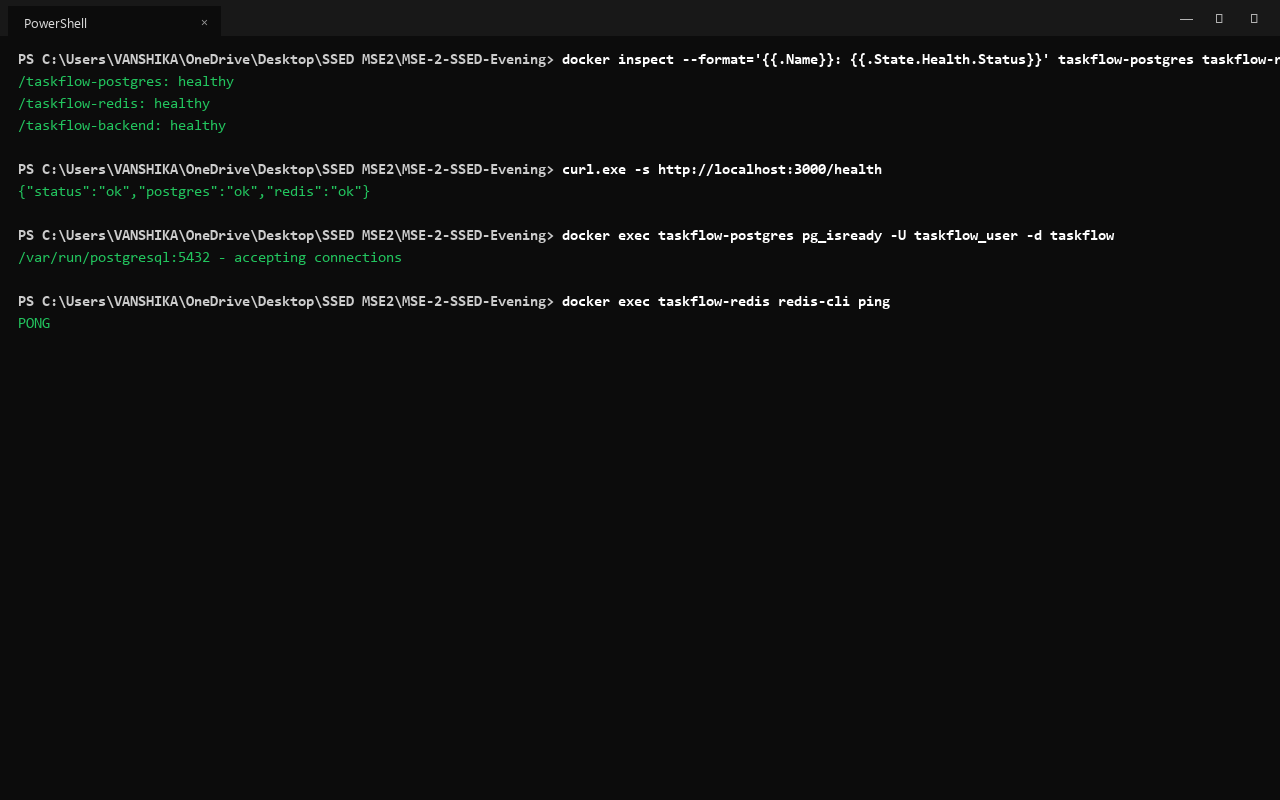 PowerShell ×
PS C:\Users\VANSHIKA\OneDrive\Desktop\SSED MSE2\MSE-2-SSED-Evening> docker inspect --format='{{.Name}}: {{.State.Health.Status}}' taskflow-postgres taskflow-r
/taskflow-postgres: healthy
/taskflow-redis: healthy
/taskflow-backend: healthy
PS C:\Users\VANSHIKA\OneDrive\Desktop\SSED MSE2\MSE-2-SSED-Evening> curl.exe -s http://localhost:3000/health
{"status":"ok","postgres":"ok","redis":"ok"}
PS C:\Users\VANSHIKA\OneDrive\Desktop\SSED MSE2\MSE-2-SSED-Evening> docker exec taskflow-postgres pg_isready -U taskflow_user -d taskflow
/var/run/postgresql:5432 - accepting connections
PS C:\Users\VANSHIKA\OneDrive\Desktop\SSED MSE2\MSE-2-SSED-Evening> docker exec taskflow-redis redis-cli ping
PONG